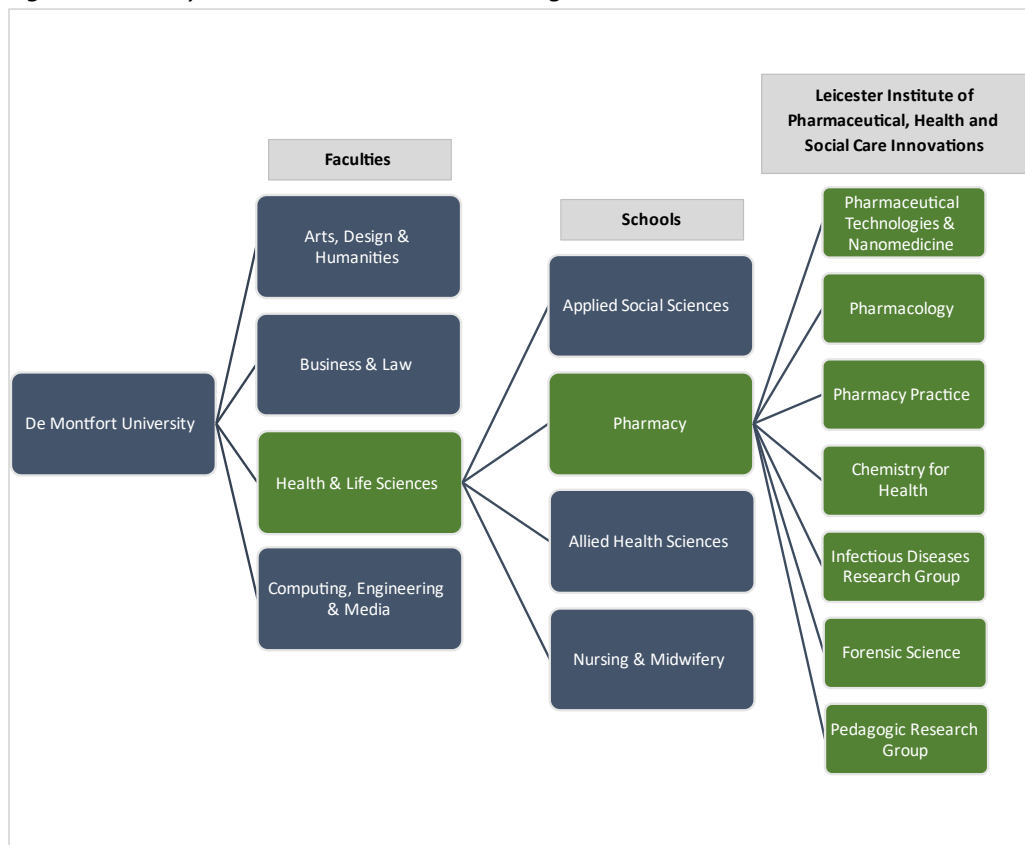 Leicester Institute of
Pharmaceutical, Health and
Social Care Innovations
Faculties
Schools
De Montfort University
Arts, Design &
Humanities
Business & Law
Health & Life Sciences
Computing, Engineering
& Media
Applied Social Sciences
Pharmacy
Allied Health Sciences
Nursing & Midwifery
Pharmaceutical
Technologies &
Nanomedicine
Pharmacology
Pharmacy Practice
Chemistry for
Health
Infectious Diseases
Research Group
Forensic Science
Pedagogic Research
Group